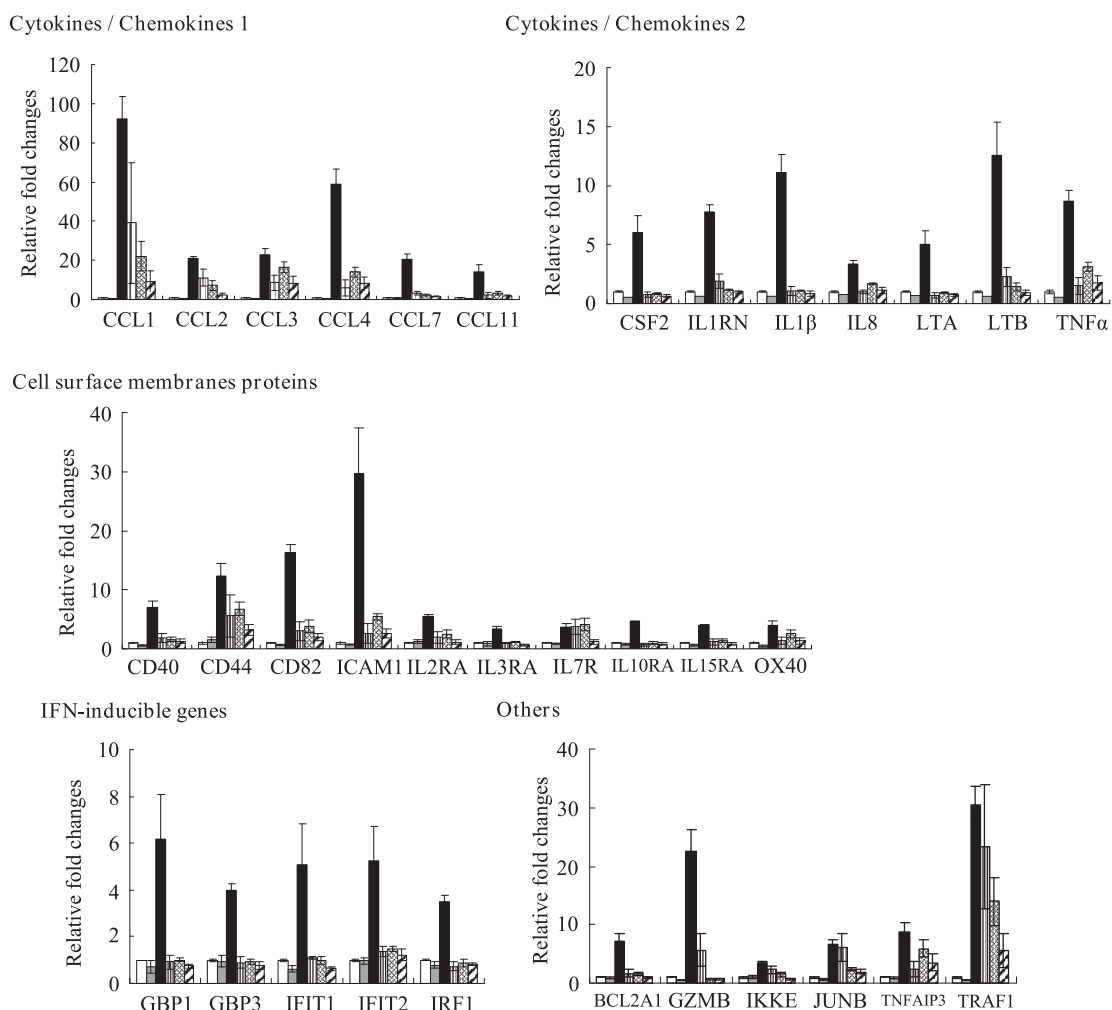 Cytokines / Chemokines 1
Relative fold changes
120
100
80
60
40
20
0
CCL1 CCL2 CCL3 CCL4 CCL7 CCL11
Cytokines / Chemokines 2
Relative fold changes
20
15
10
5
0
CSF2 IL1RN IL1β IL8 LTA LTB TNFα
Cell surface membranes proteins
Relative fold changes
40
30
20
10
0
CD40 CD44 CD82 ICAM1 IL2RA IL3RA IL7R IL10RA IL15RA OX40
IFN-inducible genes
Relative fold changes
10
8
6
4
2
0
GBP1 GBP3 IFIT1 IFIT2 IRF1
Others
Relative fold changes
40
30
20
10
0
BCL2A1 GZMB IKKE JUNB TNFAIP3 TRAF1